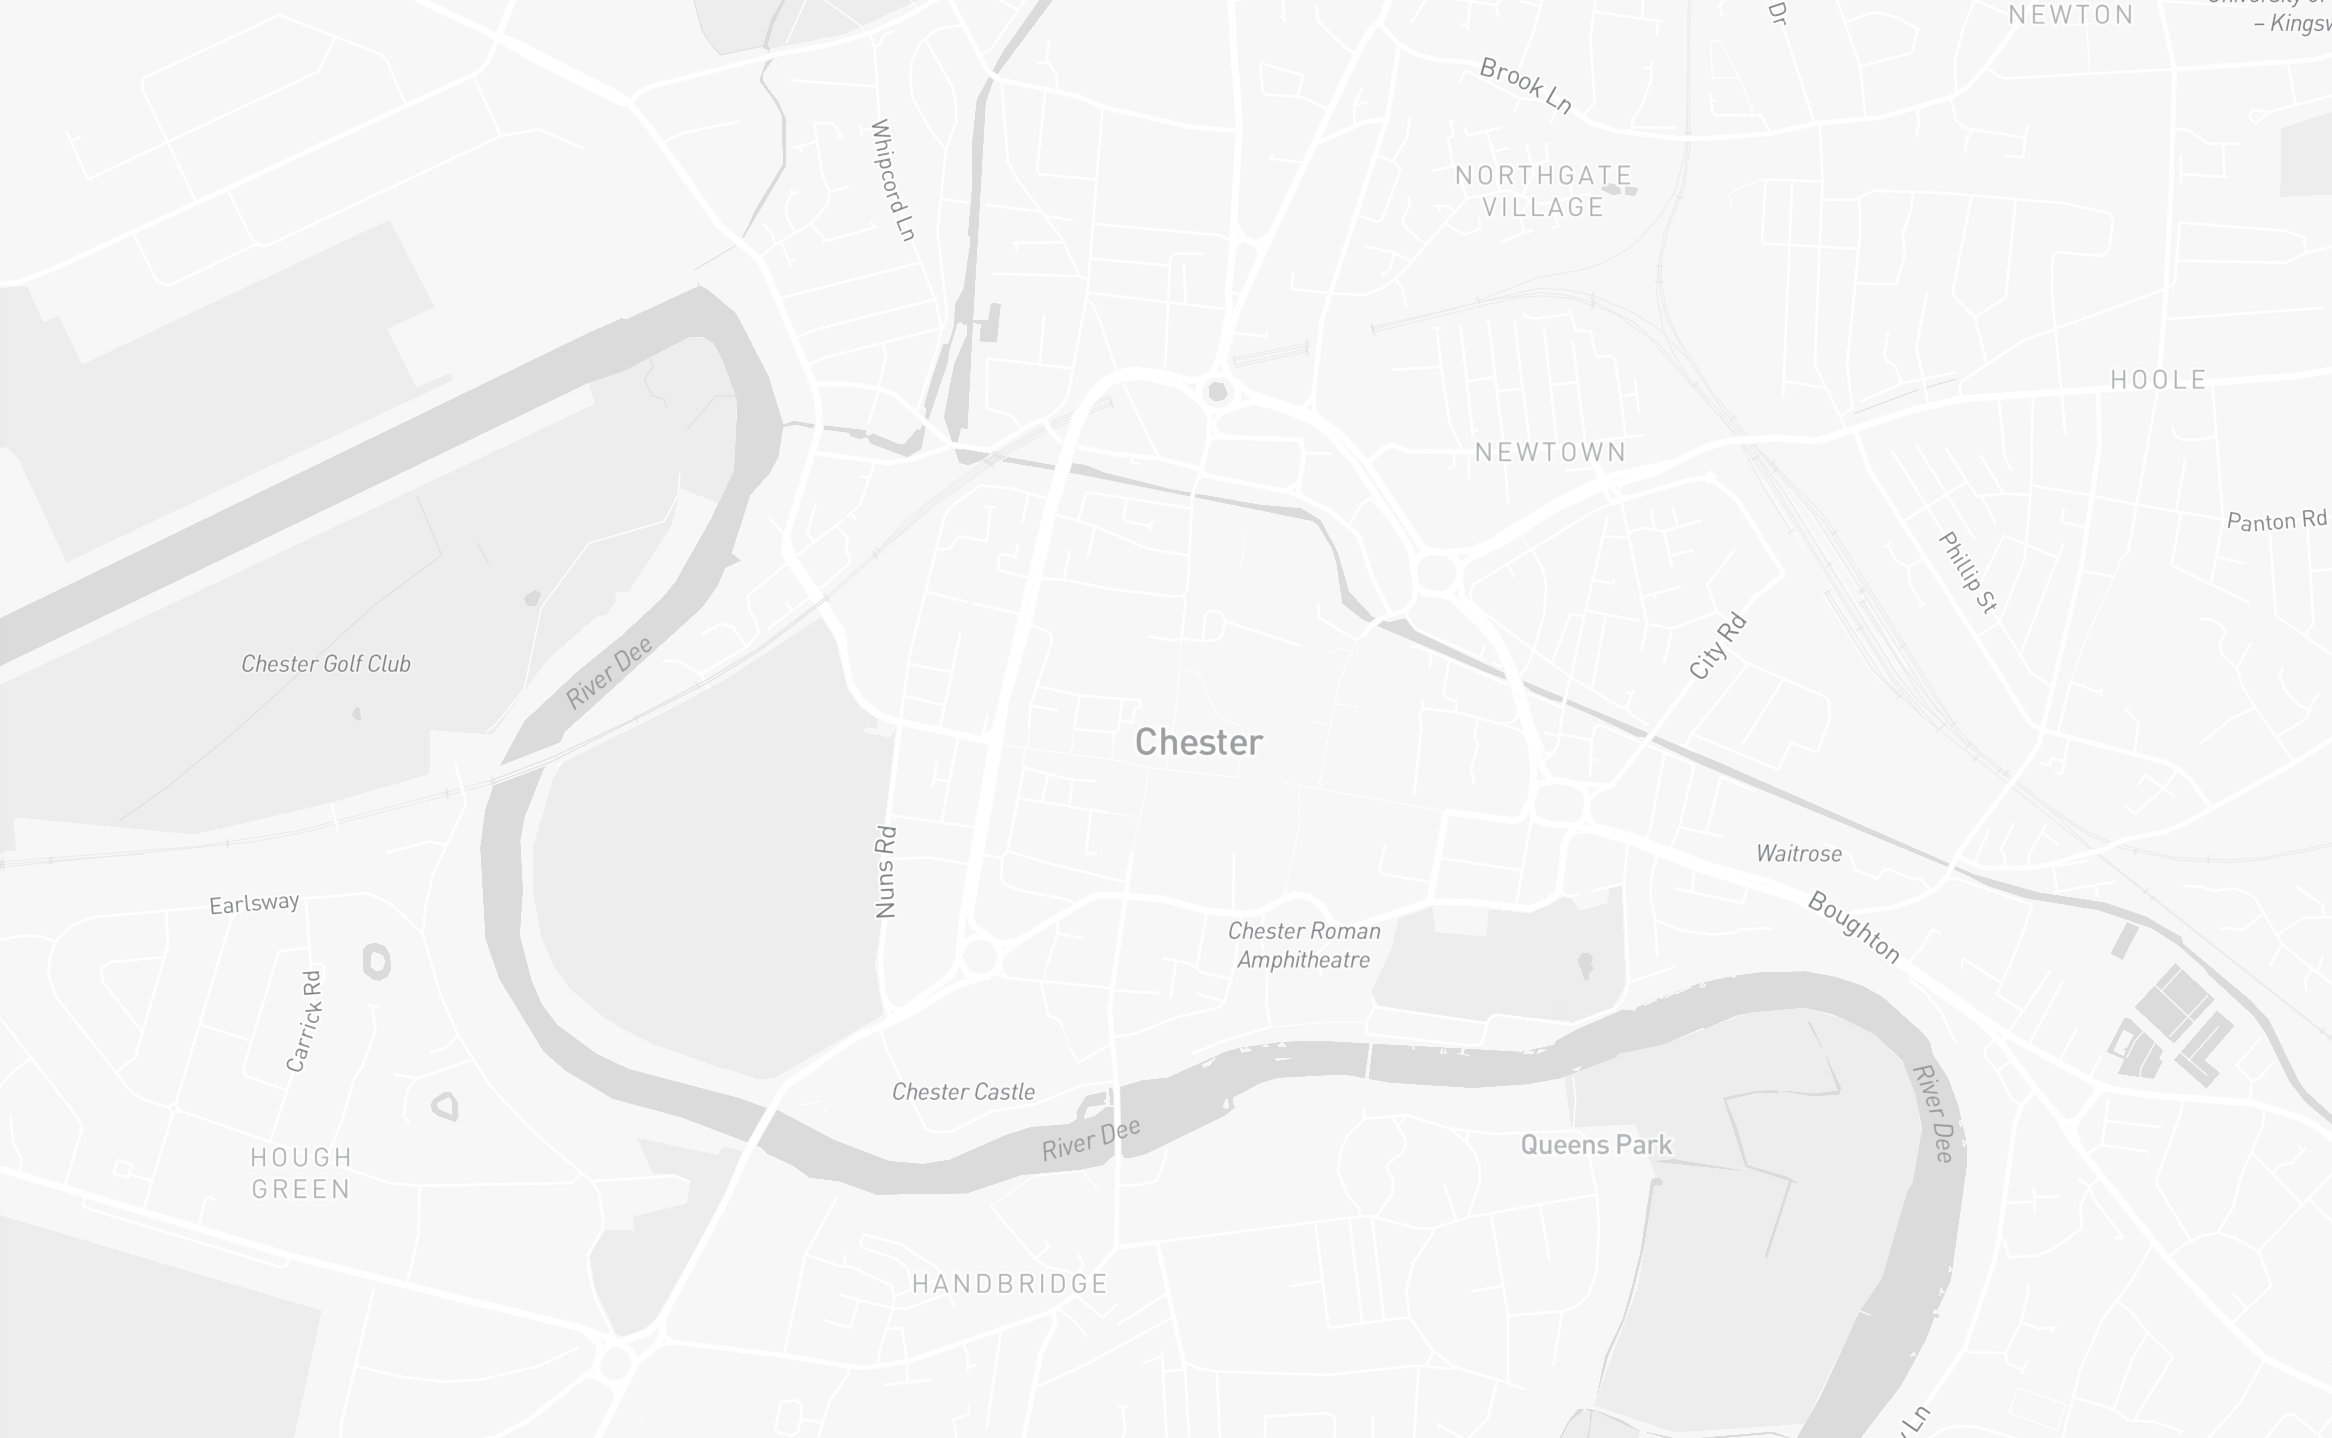 NEWTON
– Kingsw
Dr
Brook Ln
Whipcord Ln
NORTHGATE
VILLAGE
HOOLE
NEWTOWN
Panton Rd
Phillip St
City Rd
Chester Golf Club
River Dee
Chester
Nuns Rd
Waitrose
Earlsway
Boughton
Chester Roman
Amphitheatre
Carrick Rd
Chester Castle
River Dee
River Dee
Queens Park
HOUGH
GREEN
HANDBRIDGE
Ln